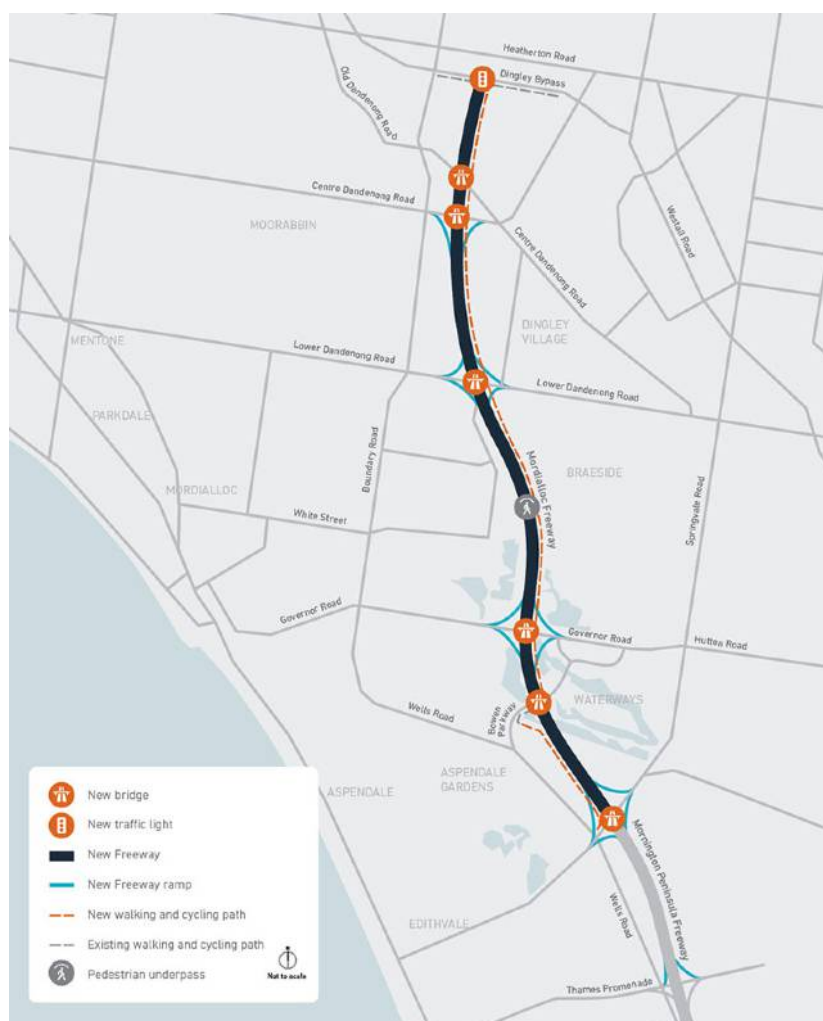 Heatherton Road
Dingley Bypass
Old Dandenong Road
Centre Dandenong Road
Westall Road
MOORABBIN
Centre Dandenong Road
DINGLEY
VILLAGE
MENTONE
Lower Dandenong Road
Lower Dandenong Road
PARKDALE
Boundary Road
Mordialloc Freeway
BRAESIDE
MORDIALLOC
Springvale Road
White Street
Governor Road
Governor Road
Hutton Road
WATERWAYS
Wells Road
Bowen
Parkway
ASPENDALE
GARDENS
ASPENDALE
Mornington Peninsula Freeway
EDITHVALE
Wells Road
Thames Promenade
New bridge
New traffic light
New Freeway
New Freeway ramp
New walking and cycling path
Existing walking and cycling path
Pedestrian underpass
Not to scale